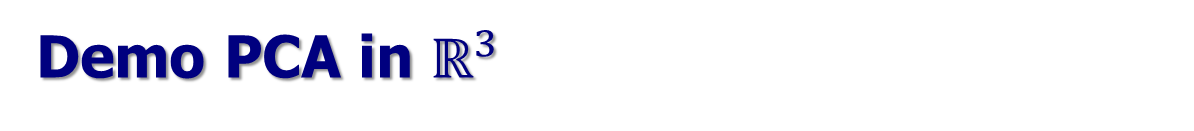 Demo PCA in ℝ³